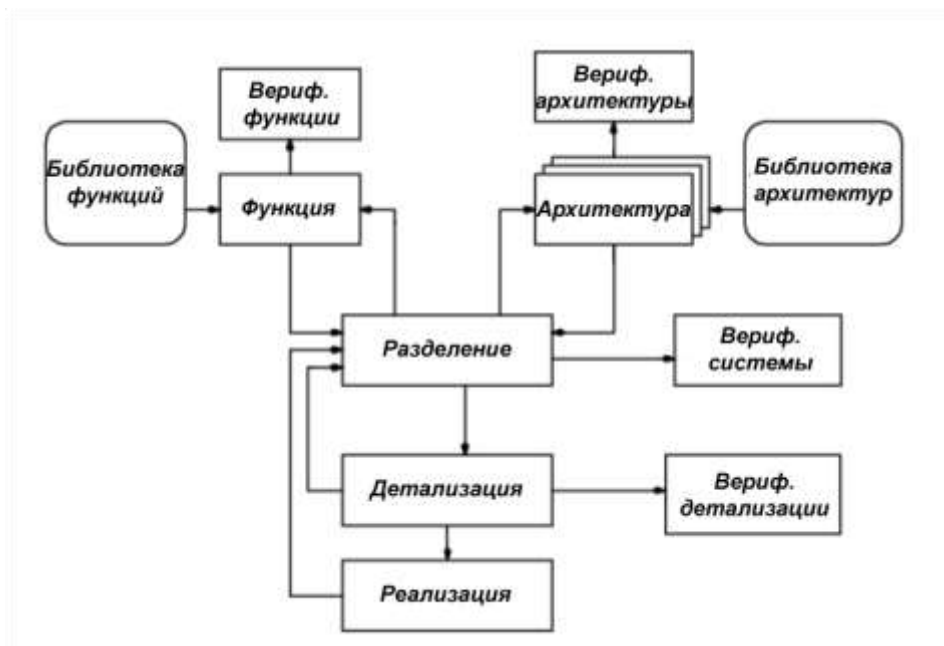 Вериф.
функции
Вериф.
архитектуры
Библиотека
функций
Функция
Архитектура
Библиотека
архитектур
Разделение
Вериф.
системы
Детализация
Вериф.
детализации
Реализация